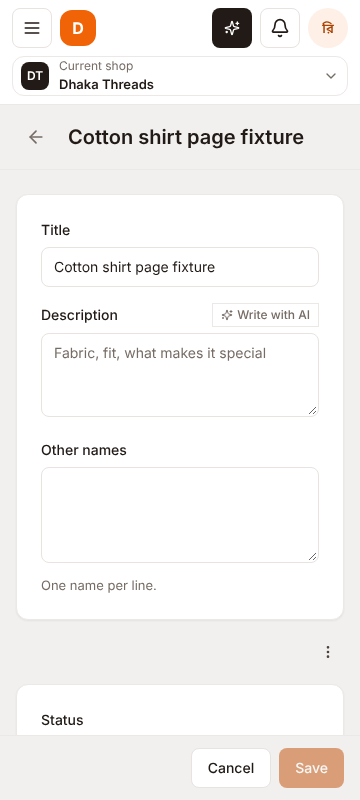 D
রি
DT
Current shop
Dhaka Threads
Cotton shirt page fixture
Title
Cotton shirt page fixture
Description
Write with AI
Fabric, fit, what makes it special
Other names
One name per line.
Status
Cancel
Save